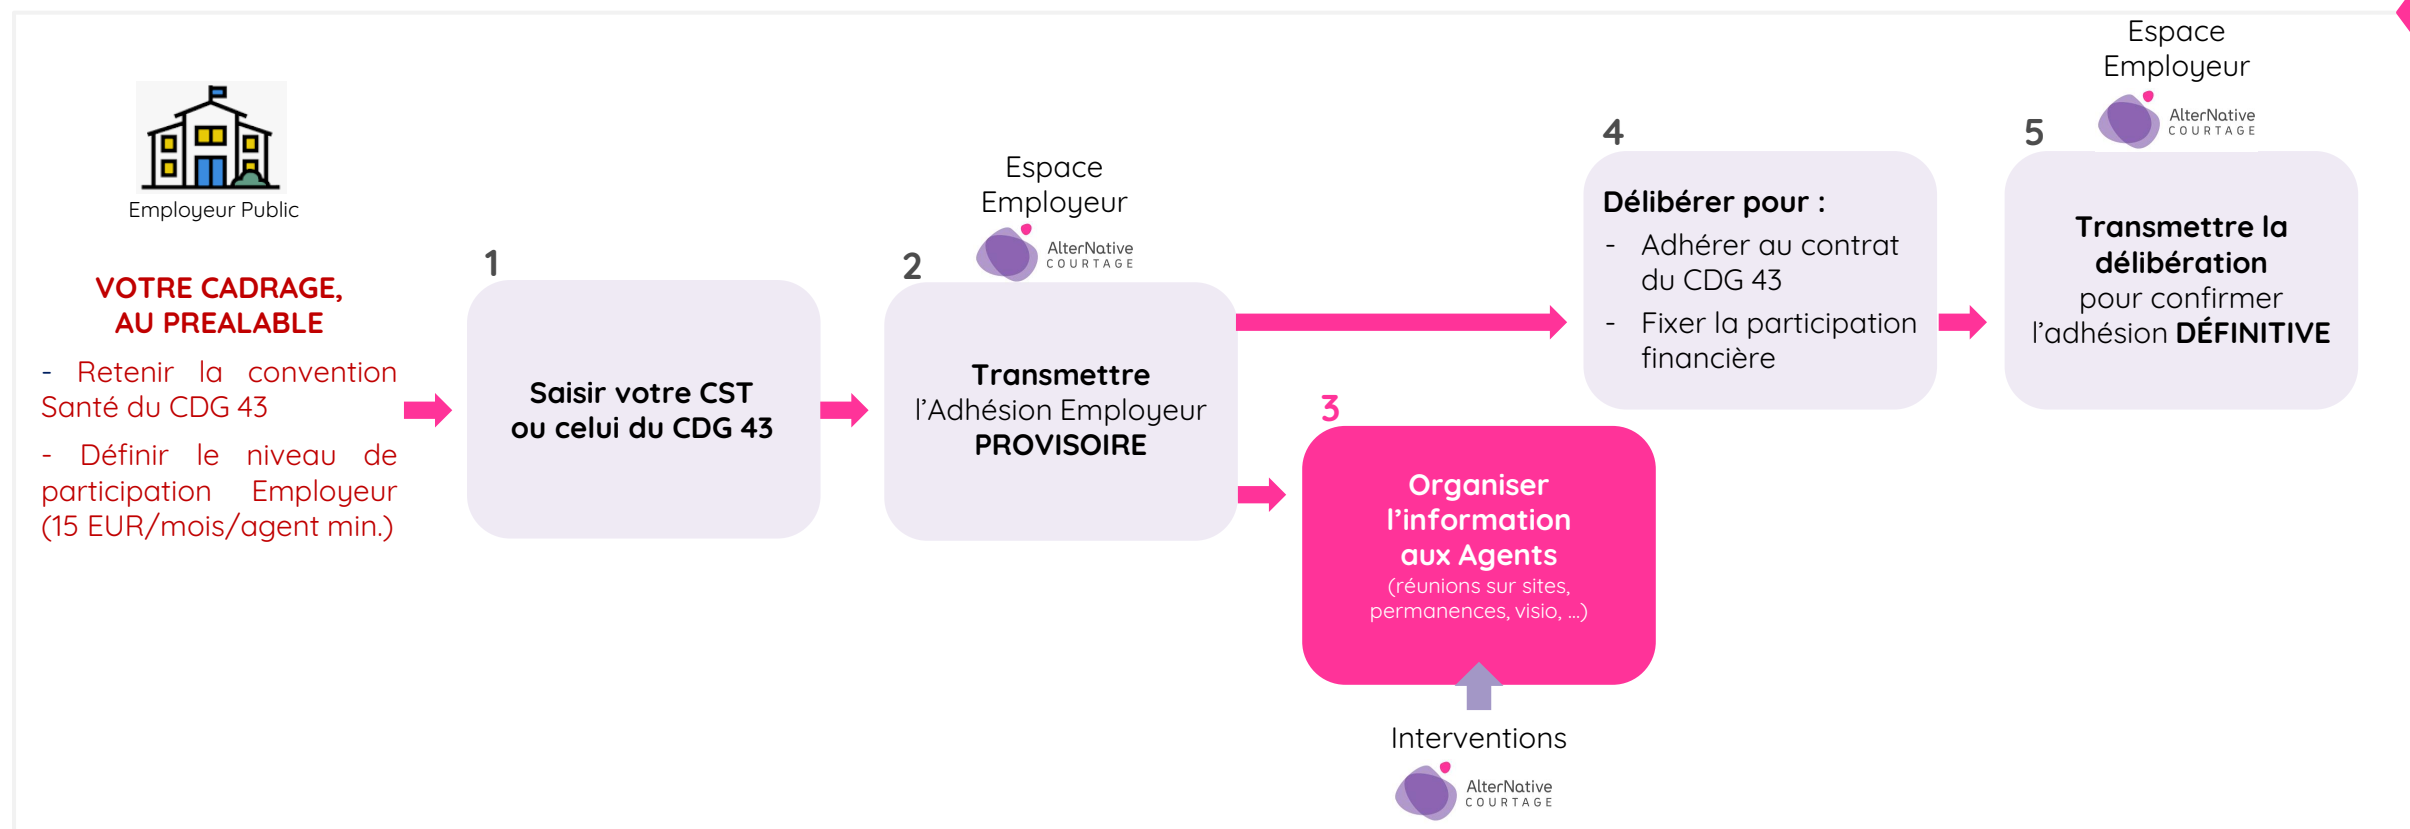 Employeur Public
VOTRE CADRAGE,
AU PREALABLE
- Retenir la convention
Santé du CDG 43
- Définir le niveau de
participation Employeur
(15 EUR/mois/agent min.)
1
Saisir votre CST
ou celui du CDG 43
Espace
Employeur
AlterNative
COURTAGE
2
Transmettre
l’Adhésion Employeur
PROVISOIRE
3
Organiser
l’information
aux Agents
(réunions sur sites,
permanences, visio, ...)
Interventions
AlterNative
COURTAGE
4
Délibérer pour :
- Adhérer au contrat
du CDG 43
- Fixer la participation
financière
Espace
Employeur
AlterNative
COURTAGE
5
Transmettre la
délibération
pour confirmer
l’adhésion DÉFINITIVE